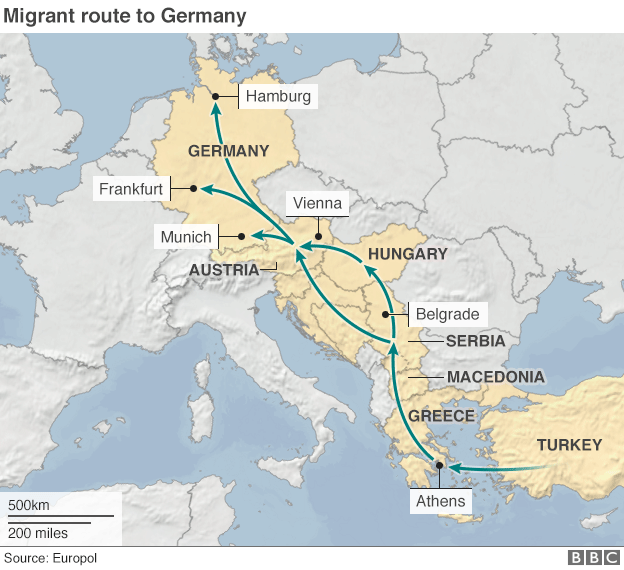 Migrant route to Germany
Hamburg
GERMANY
Frankfurt
Vienna
Munich
HUNGARY
AUSTRIA
Belgrade
SERBIA
MACEDONIA
GREECE
TURKEY
Athens
500km
200 miles
Source: Europol
BBC